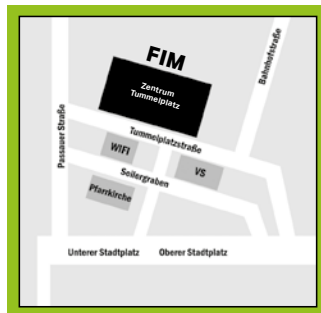 FIM
Bahnhofstraße
Zentrum
Tummelplatz
Passauer Straße
Tummelplatzstraße
WIFI
VS
Seilergraben
Pfarrkirche
Unterer Stadtplatz
Oberer Stadtplatz